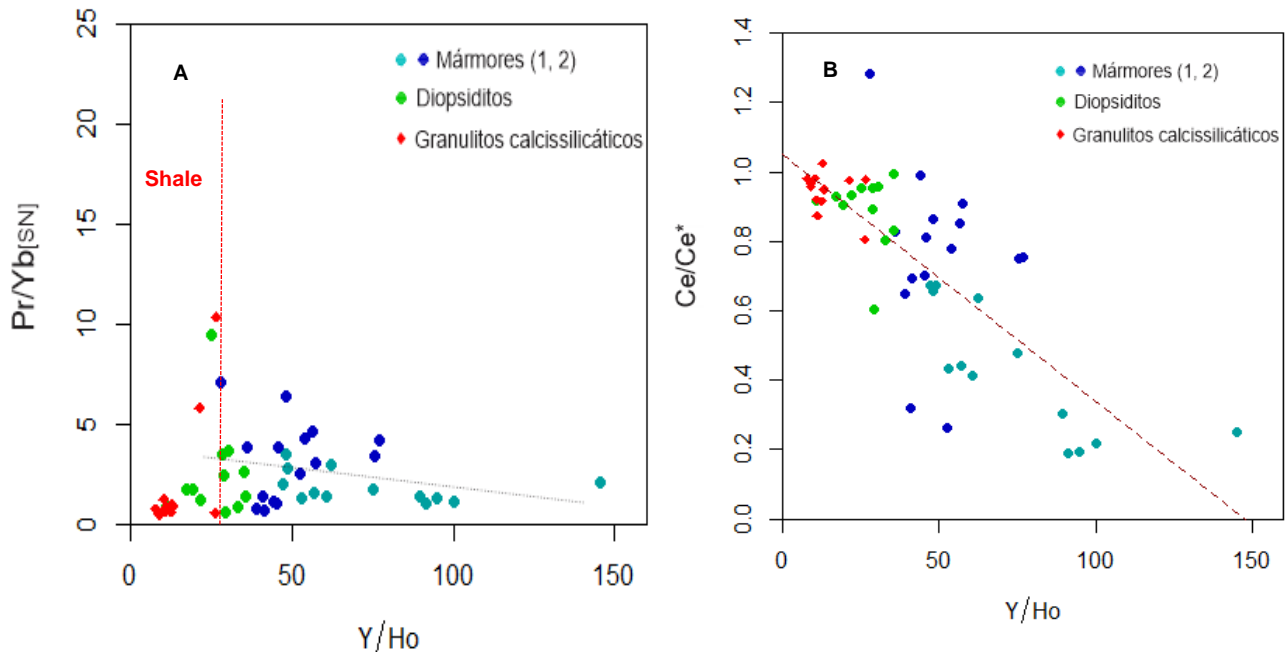 A
Mármores (1, 2)
Diopsiditos
Granulitos calcissilicáticos
Shale
Pr/Yb[SN]
0
5
10
15
20
25
0
50
100
150
Y/Ho
B
Mármores (1, 2)
Diopsiditos
Granulitos calcissilicáticos
Ce/Ce*
0.0
0.2
0.4
0.6
0.8
1.0
1.2
1.4
0
50
100
150
Y/Ho